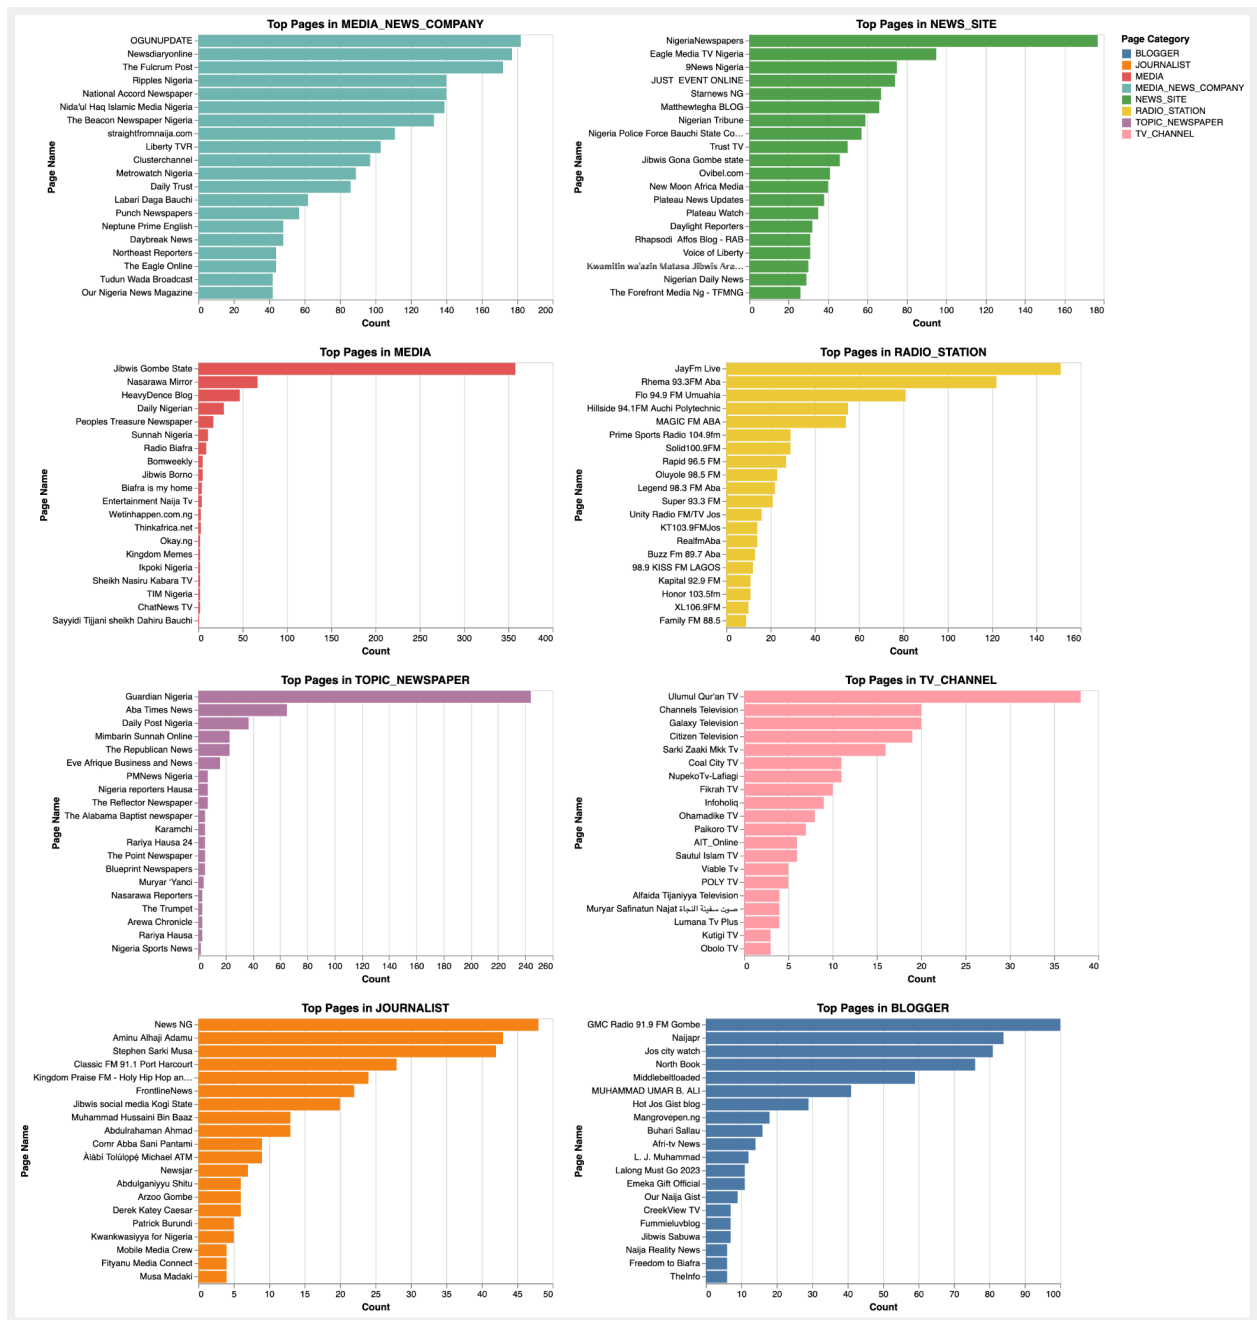 Top Pages in MEDIA_NEWS_COMPANY
Page Name
OGUNUPDATE
Newsdiaryonline
The Fulcrum Post
Ripples Nigeria
National Accord Newspaper
Nida'ul Haq Islamic Media Nigeria
The Beacon Newspaper Nigeria
straightfromnaija.com
Liberty TVR
Clusterchannel
Metrowatch Nigeria
Daily Trust
Labari Daga Bauchi
Punch Newspapers
Neptune Prime English
Daybreak News
Northeast Reporters
The Eagle Online
Tudun Wada Broadcast
Our Nigeria News Magazine
0 20 40 60 80 100 120 140 160 180 200
Count
Top Pages in NEWS_SITE
Page Name
NigeriaNewspapers
Eagle Media TV Nigeria
9News Nigeria
JUST EVENT ONLINE
Starnews NG
Matthewtegha BLOG
Nigerian Tribune
Nigeria Police Force Bauchi State Co...
Trust TV
Jibwis Gona Gombe state
Ovibel.com
New Moon Africa Media
Plateau News Updates
Plateau Watch
Daylight Reporters
Rhapsodi Affos Blog - RAB
Voice of Liberty
Kwamitin wa'azin Matasa Jibwis Ara...
Nigerian Daily News
The Forefront Media Ng - TFMNG
0 20 40 60 80 100 120 140 160 180
Count
Page Category
BLOGGER
JOURNALIST
MEDIA
MEDIA_NEWS_COMPANY
NEWS_SITE
RADIO_STATION
TOPIC_NEWSPAPER
TV_CHANNEL
Top Pages in MEDIA
Page Name
Jibwis Gombe State
Nasarawa Mirror
HeavyDence Blog
Daily Nigerian
Peoples Treasure Newspaper
Sunnah Nigeria
Radio Biafra
Bomweekly
Jibwis Borno
Biafra is my home
Entertainment Naija Tv
Wetinhappen.com.ng
Thinkafrica.net
Okay.ng
Kingdom Memes
Ikpoki Nigeria
Sheikh Nasiru Kabara TV
TIM Nigeria
ChatNews TV
Sayyidi Tijjani sheikh Dahiru Bauchi
0 50 100 150 200 250 300 350 400
Count
Top Pages in RADIO_STATION
Page Name
JayFm Live
Rhema 93.3FM Aba
Flo 94.9 FM Umuahia
Hillside 94.1FM Auchi Polytechnic
MAGIC FM ABA
Prime Sports Radio 104.9fm
Solid100.9FM
Rapid 96.5 FM
Oluyole 98.5 FM
Legend 98.3 FM Aba
Super 93.3 FM
Unity Radio FM/TV Jos
KT103.9FMJos
RealfmAba
Buzz Fm 89.7 Aba
98.9 KISS FM LAGOS
Kapital 92.9 FM
Honor 103.5fm
XL106.9FM
Family FM 88.5
0 20 40 60 80 100 120 140 160
Count
Top Pages in TOPIC_NEWSPAPER
Page Name
Guardian Nigeria
Aba Times News
Daily Post Nigeria
Mimbarin Sunnah Online
The Republican News
Eve Afrique Business and News
PMNews Nigeria
Nigeria reporters Hausa
The Reflector Newspaper
The Alabama Baptist newspaper
Karamchi
Rariya Hausa 24
The Point Newspaper
Blueprint Newspapers
Muryar 'Yanci
Nasarawa Reporters
The Trumpet
Arewa Chronicle
Rariya Hausa
Nigeria Sports News
0 20 40 60 80 100 120 140 160 180 200 220 240 260
Count
Top Pages in TV_CHANNEL
Page Name
Ulumul Qur'an TV
Channels Television
Galaxy Television
Citizen Television
Sarki Zaaki Mkk Tv
Coal City TV
NupekoTv-Lafiagi
Fikrah TV
Infoholiq
Ohamadike TV
Paikoro TV
AIT_Online
Sautul Islam TV
Viable Tv
POLY TV
Alfaida Tijaniyya Television
Muryar Safinatun Najat صوت سفينة النجاة
Lumana Tv Plus
Kutigi TV
Obolo TV
0 5 10 15 20 25 30 35 40
Count
Top Pages in JOURNALIST
Page Name
News NG
Aminu Alhaji Adamu
Stephen Sarki Musa
Classic FM 91.1 Port Harcourt
Kingdom Praise FM - Holy Hip Hop an...
FrontlineNews
Jibwis social media Kogi State
Muhammad Hussaini Bin Baaz
Abdulrahaman Ahmad
Comr Abba Sani Pantami
Àlàbí Tolúlọpẹ́ Michael ATM
Newsjar
Abdulganiyyu Shitu
Arzoo Gombe
Derek Katey Caesar
Patrick Burundi
Kwankwasiyya for Nigeria
Mobile Media Crew
Fityanu Media Connect
Musa Madaki
0 5 10 15 20 25 30 35 40 45 50
Count
Top Pages in BLOGGER
Page Name
GMC Radio 91.9 FM Gombe
Naijapr
Jos city watch
North Book
Middlebeltloaded
MUHAMMAD UMAR B. ALI
Hot Jos Gist blog
Mangrovepen.ng
Buhari Sallau
Afri-tv News
L. J. Muhammad
Lalong Must Go 2023
Emeka Gift Official
Our Naija Gist
CreekView TV
Fummieluvblog
Jibwis Sabuwa
Naija Reality News
Freedom to Biafra
TheInfo
0 10 20 30 40 50 60 70 80 90 100
Count